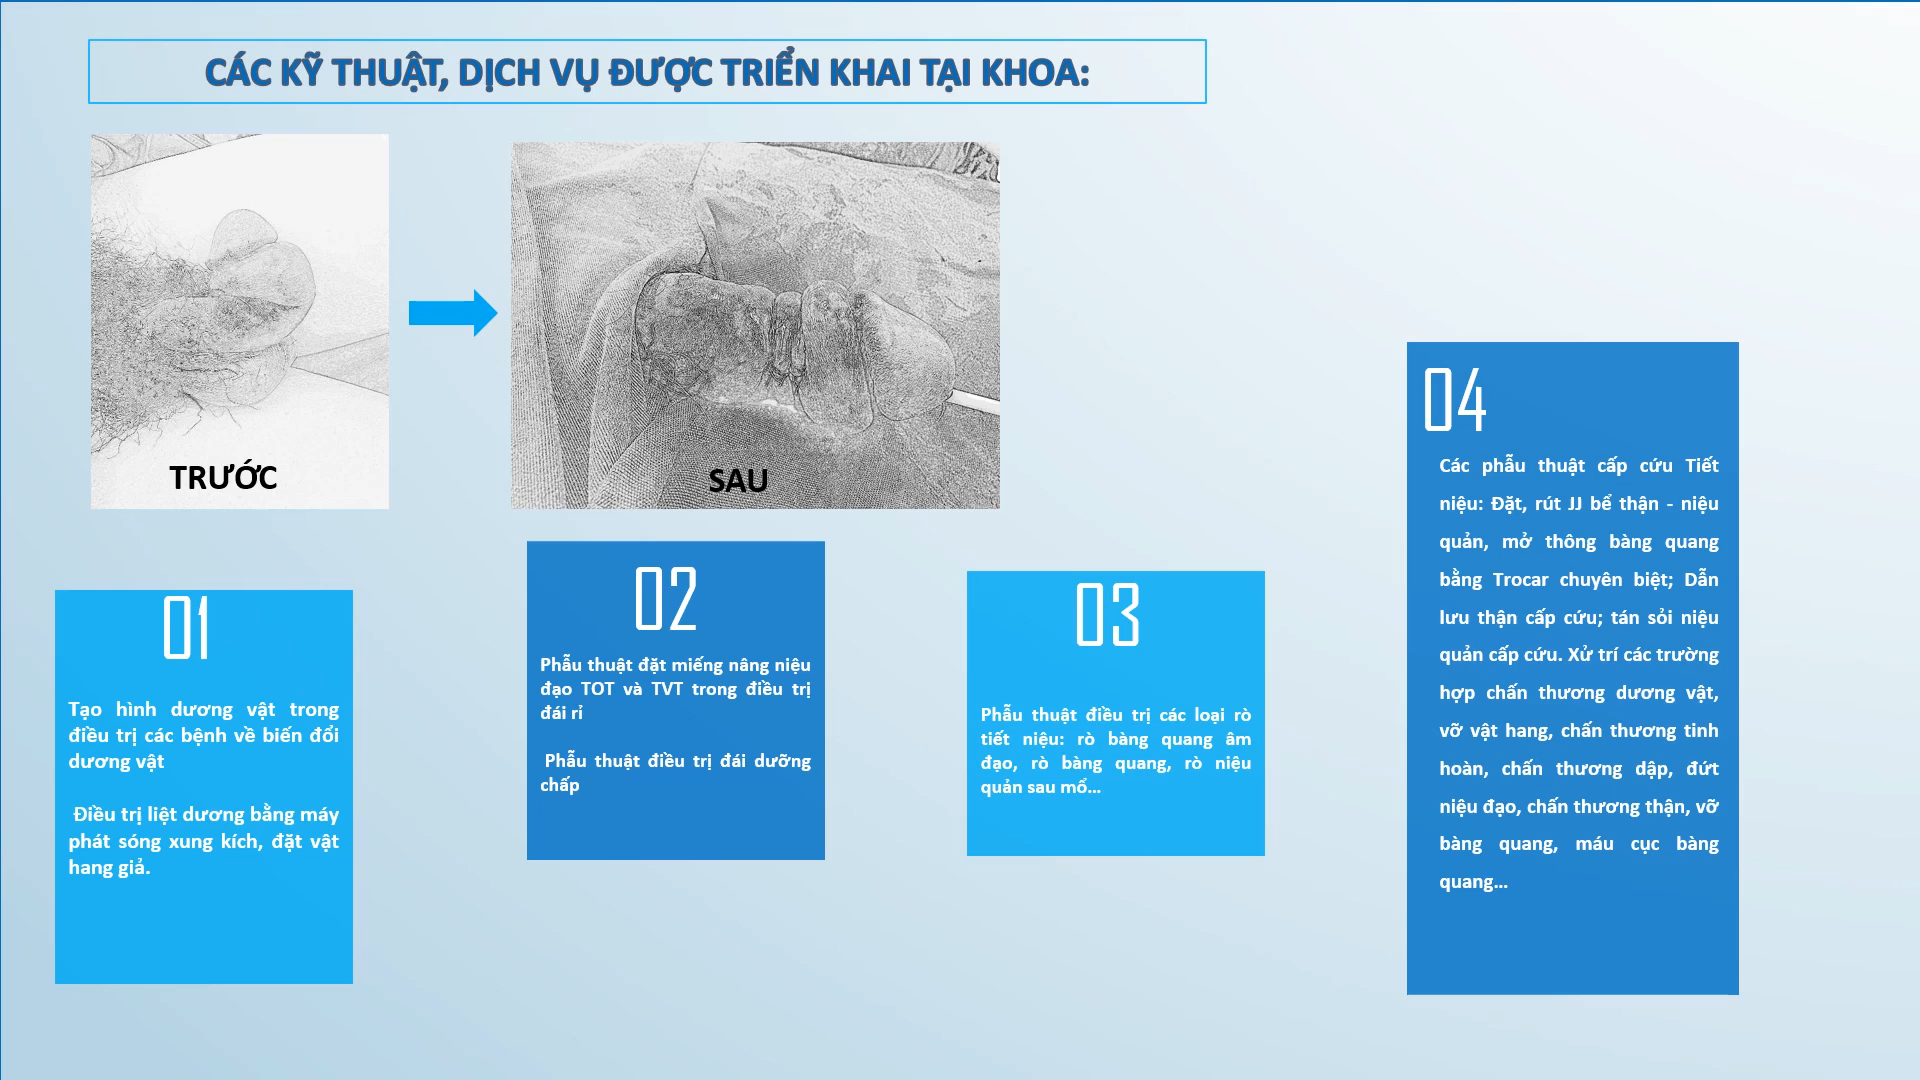 CÁC KỸ THUẬT, DỊCH VỤ ĐƯỢC TRIỂN KHAI TẠI KHOA:
TRƯỚC
SAU
01
Tạo hình dương vật trong
điều trị các bệnh về biến đổi
dương vật
Điều trị liệt dương bằng máy
phát sóng xung kích, đặt vật
hang giả.
02
Phẫu thuật đặt miếng nâng niệu
đạo TOT và TVT trong điều trị
đái rỉ
Phẫu thuật điều trị đái dưỡng
chấp
03
Phẫu thuật điều trị các loại rò
tiết niệu: rò bàng quang âm
đạo, rò bàng quang, rò niệu
quản sau mổ...
04
Các phẫu thuật cấp cứu Tiết
niệu: Đặt, rút JJ bể thận - niệu
quản, mở thông bàng quang
bằng Trocar chuyên biệt; Dẫn
lưu thận cấp cứu; tán sỏi niệu
quản cấp cứu. Xử trí các trường
hợp chấn thương dương vật,
vỡ vật hang, chấn thương tinh
hoàn, chấn thương dập, đứt
niệu đạo, chấn thương thận, vỡ
bàng quang, máu cục bàng
quang...